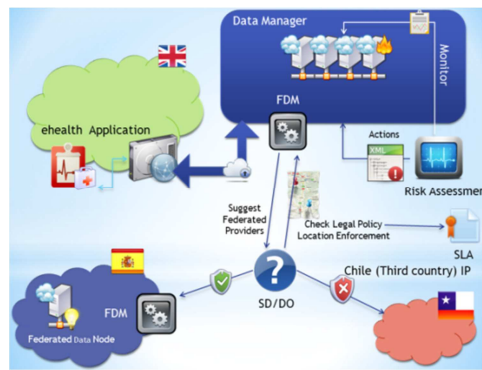 Data Manager
Monitor
FDM
ehealth Application
Actions
XML
Risk Assessment
Suggest
Federated
Providers
Check Legal Policy
Location Enforcement
SLA
Chile (Third country) IP
SD/DO
FDM
Federated Data Node